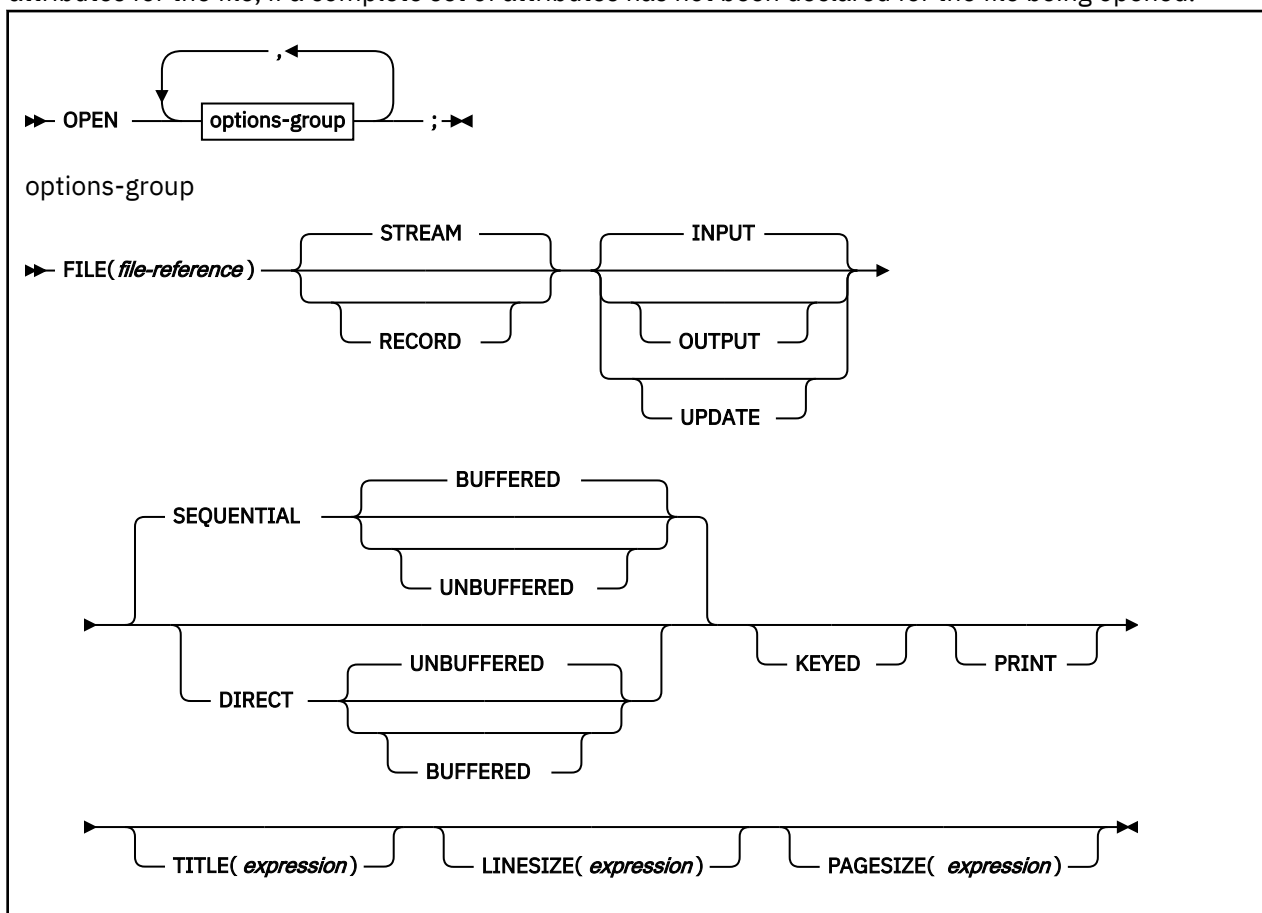 attributes for the file, if a complete set of attributes has not been declared for the file being opened.
,
OPEN options-group ;
options-group
STREAM INPUT
FILE( file-reference )
RECORD OUTPUT
UPDATE
BUFFERED
SEQUENTIAL
UNBUFFERED
UNBUFFERED KEYED PRINT
DIRECT
BUFFERED
TITLE( expression ) LINESIZE( expression ) PAGESIZE( expression )